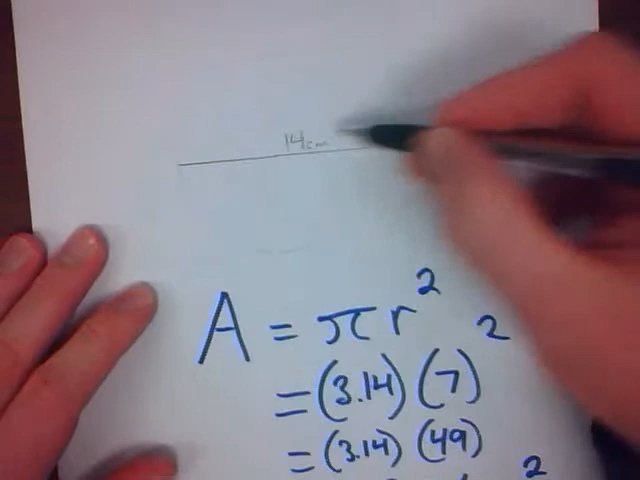 14cm
A = πr²
= (3.14) (7)²
= (3.14) (49)